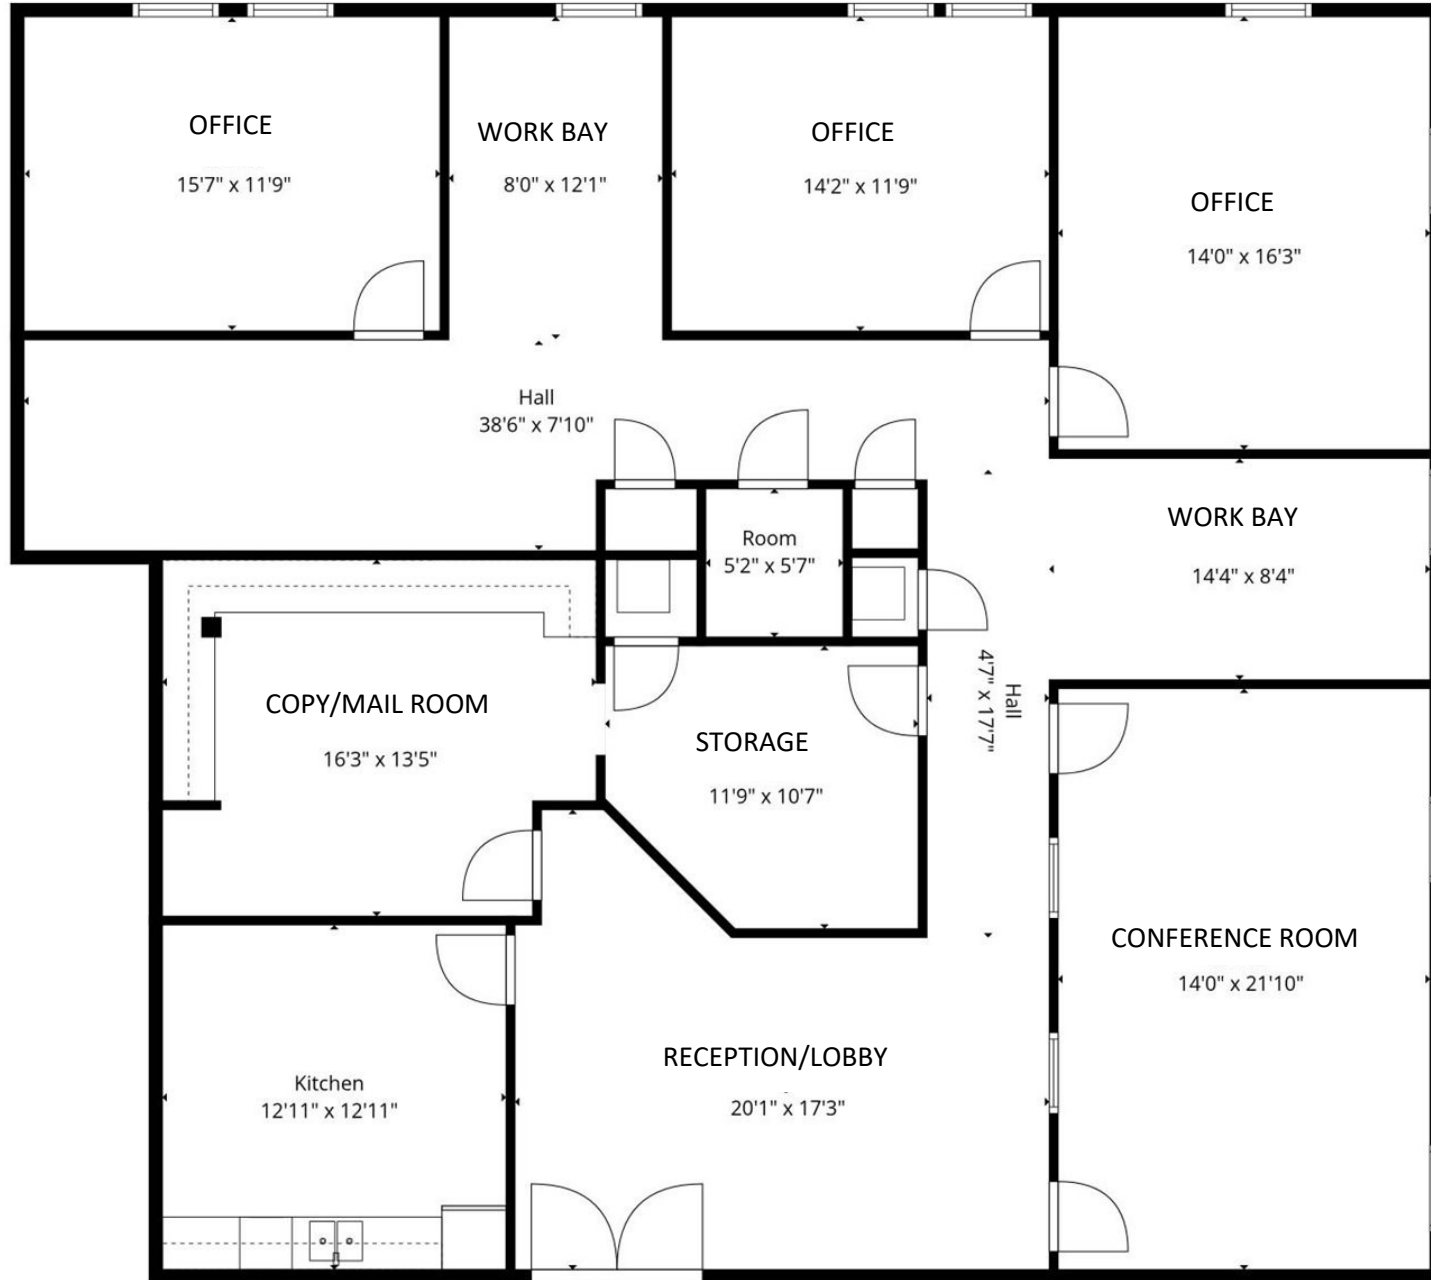 OFFICE
15'7" x 11'9"
WORK BAY
8'0" x 12'1"
OFFICE
14'2" x 11'9"
OFFICE
14'0" x 16'3"
Hall
38'6" x 7'10"
Room
5'2" x 5'7"
WORK BAY
14'4" x 8'4"
COPY/MAIL ROOM
16'3" x 13'5"
STORAGE
11'9" x 10'7"
Hall
4'7" x 17'7"
CONFERENCE ROOM
14'0" x 21'10"
Kitchen
12'11" x 12'11"
RECEPTION/LOBBY
20'1" x 17'3"